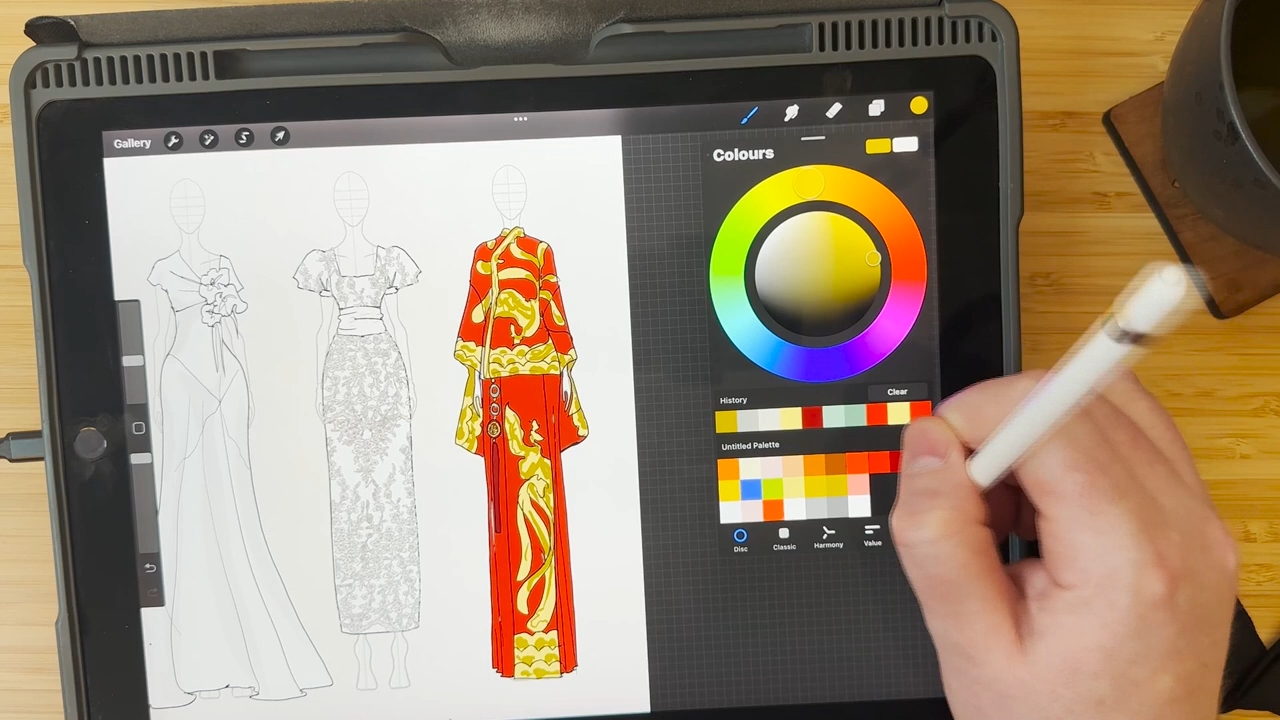 Gallery
Colours
History
Clear
Untitled Palette
Disc
Classic
Harmony
Value